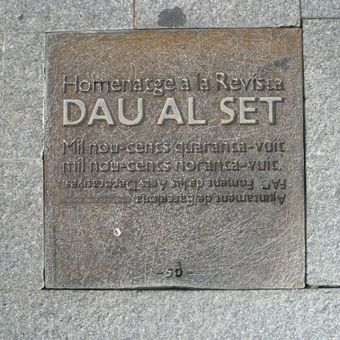 Homenatge a la Revista
DAU AL SET
Mil nou-cents quaranta-vuit
mil nou-cents noranta-vuit.
FAD Foment de les Arts Decoratives
Ajuntament de Barcelona
-50-